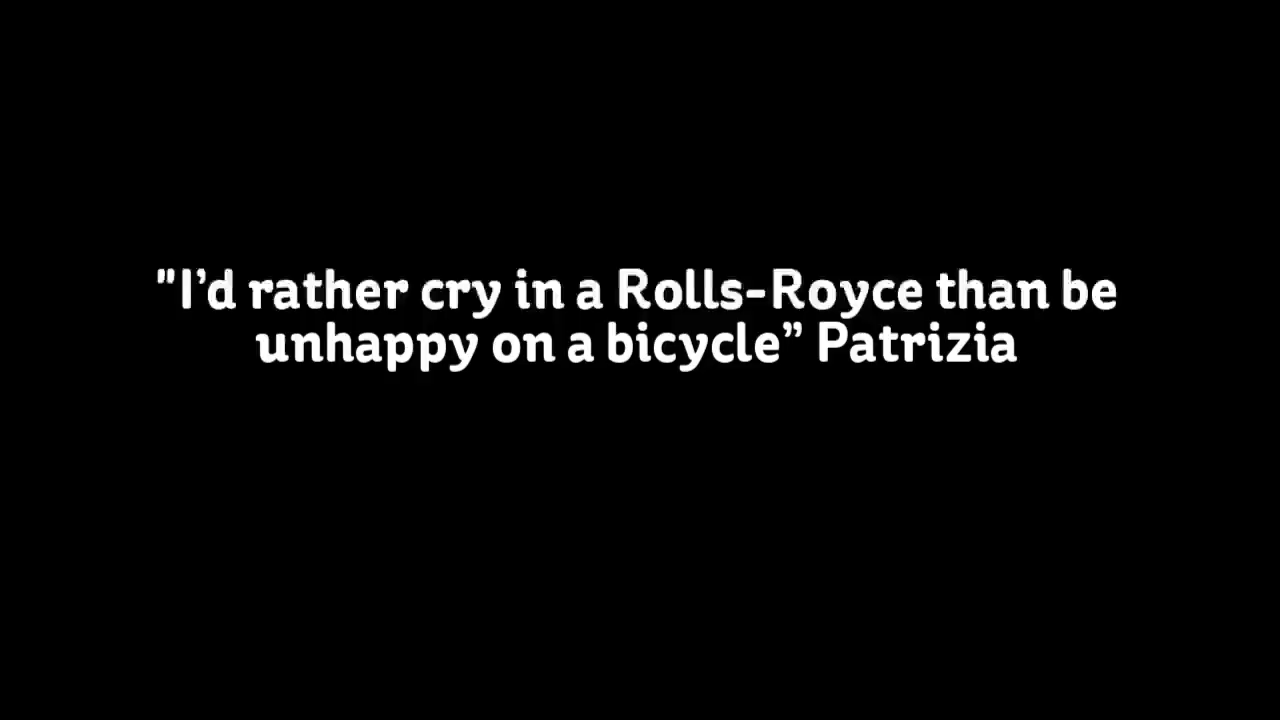 "I’d rather cry in a Rolls-Royce than be
unhappy on a bicycle” Patrizia